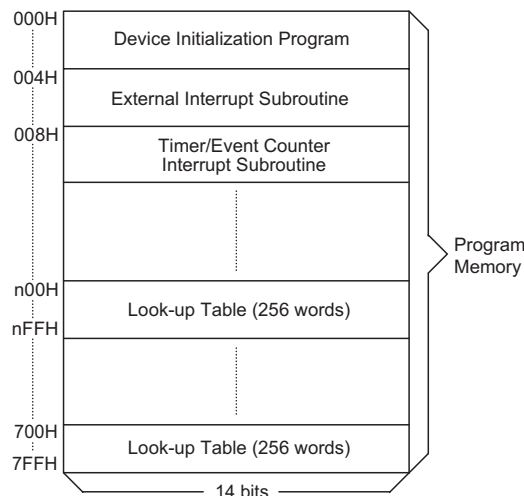 000H
Device Initialization Program
004H
External Interrupt Subroutine
008H
Timer/Event Counter
Interrupt Subroutine
Program
Memory
n00H
Look-up Table (256 words)
nFFH
700H
Look-up Table (256 words)
7FFH
14 bits